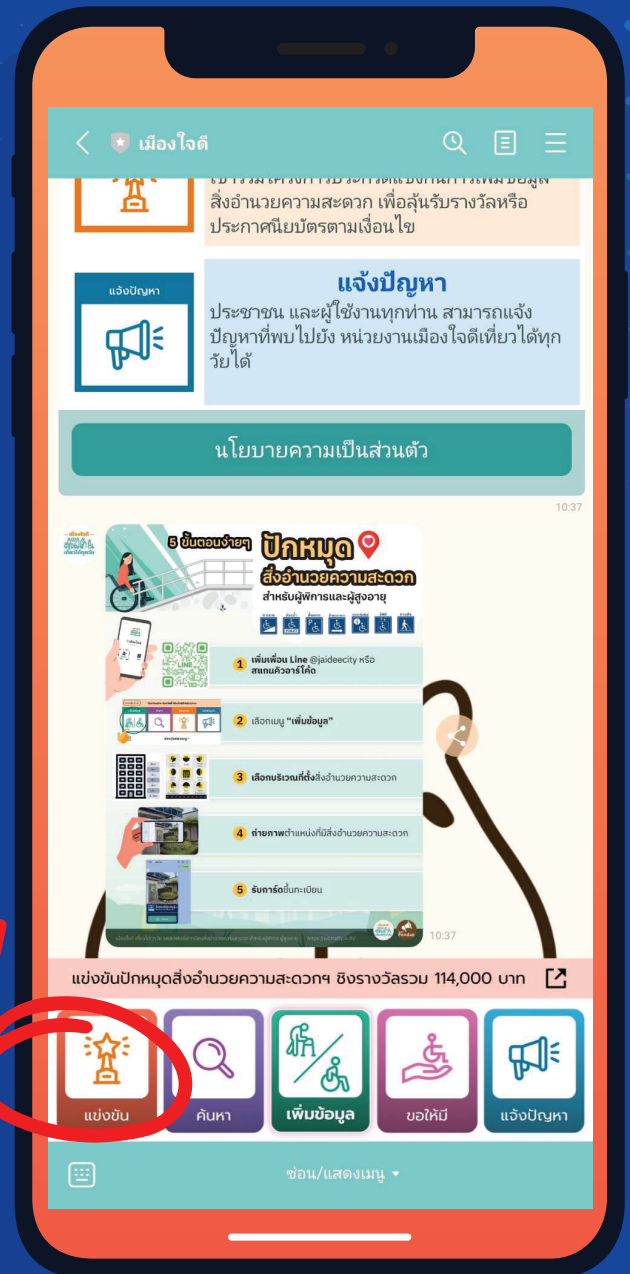 เมืองใจดี
สิ่งอำนวยความสะดวก เพื่อลุ้นรับรางวัลหรือ
ประกาศนียบัตรตามเงื่อนไข
แจ้งปัญหา
แจ้งปัญหา
ประชาชน และผู้ใช้งานทุกท่าน สามารถแจ้ง
ปัญหาที่พบไปยัง หน่วยงานเมืองใจดีเที่ยวได้ทุก
วัยได้
นโยบายความเป็นส่วนตัว
10:37
5 ขั้นตอนง่ายๆ
ปักหมุด
สิ่งอำนวยความสะดวก
สำหรับผู้พิการและผู้สูงอายุ
LINE
1 เพิ่มเพื่อน Line @jaideecity หรือ
สแกนคิวอาร์โค้ด
2 เลือกเมนู “เพิ่มข้อมูล”
3 เลือกบริเวณที่ตั้งสิ่งอำนวยความสะดวก
4 ถ่ายภาพตำแหน่งที่มีสิ่งอำนวยความสะดวก
5 รับการ์ดขึ้นทะเบียน
10:37
แข่งขันปักหมุดสิ่งอำนวยความสะดวกฯ ชิงรางวัลรวม 114,000 บาท
แข่งขัน
ค้นหา
เพิ่มข้อมูล
ขอให้มี
แจ้งปัญหา
ซ่อน/แสดงเมนู